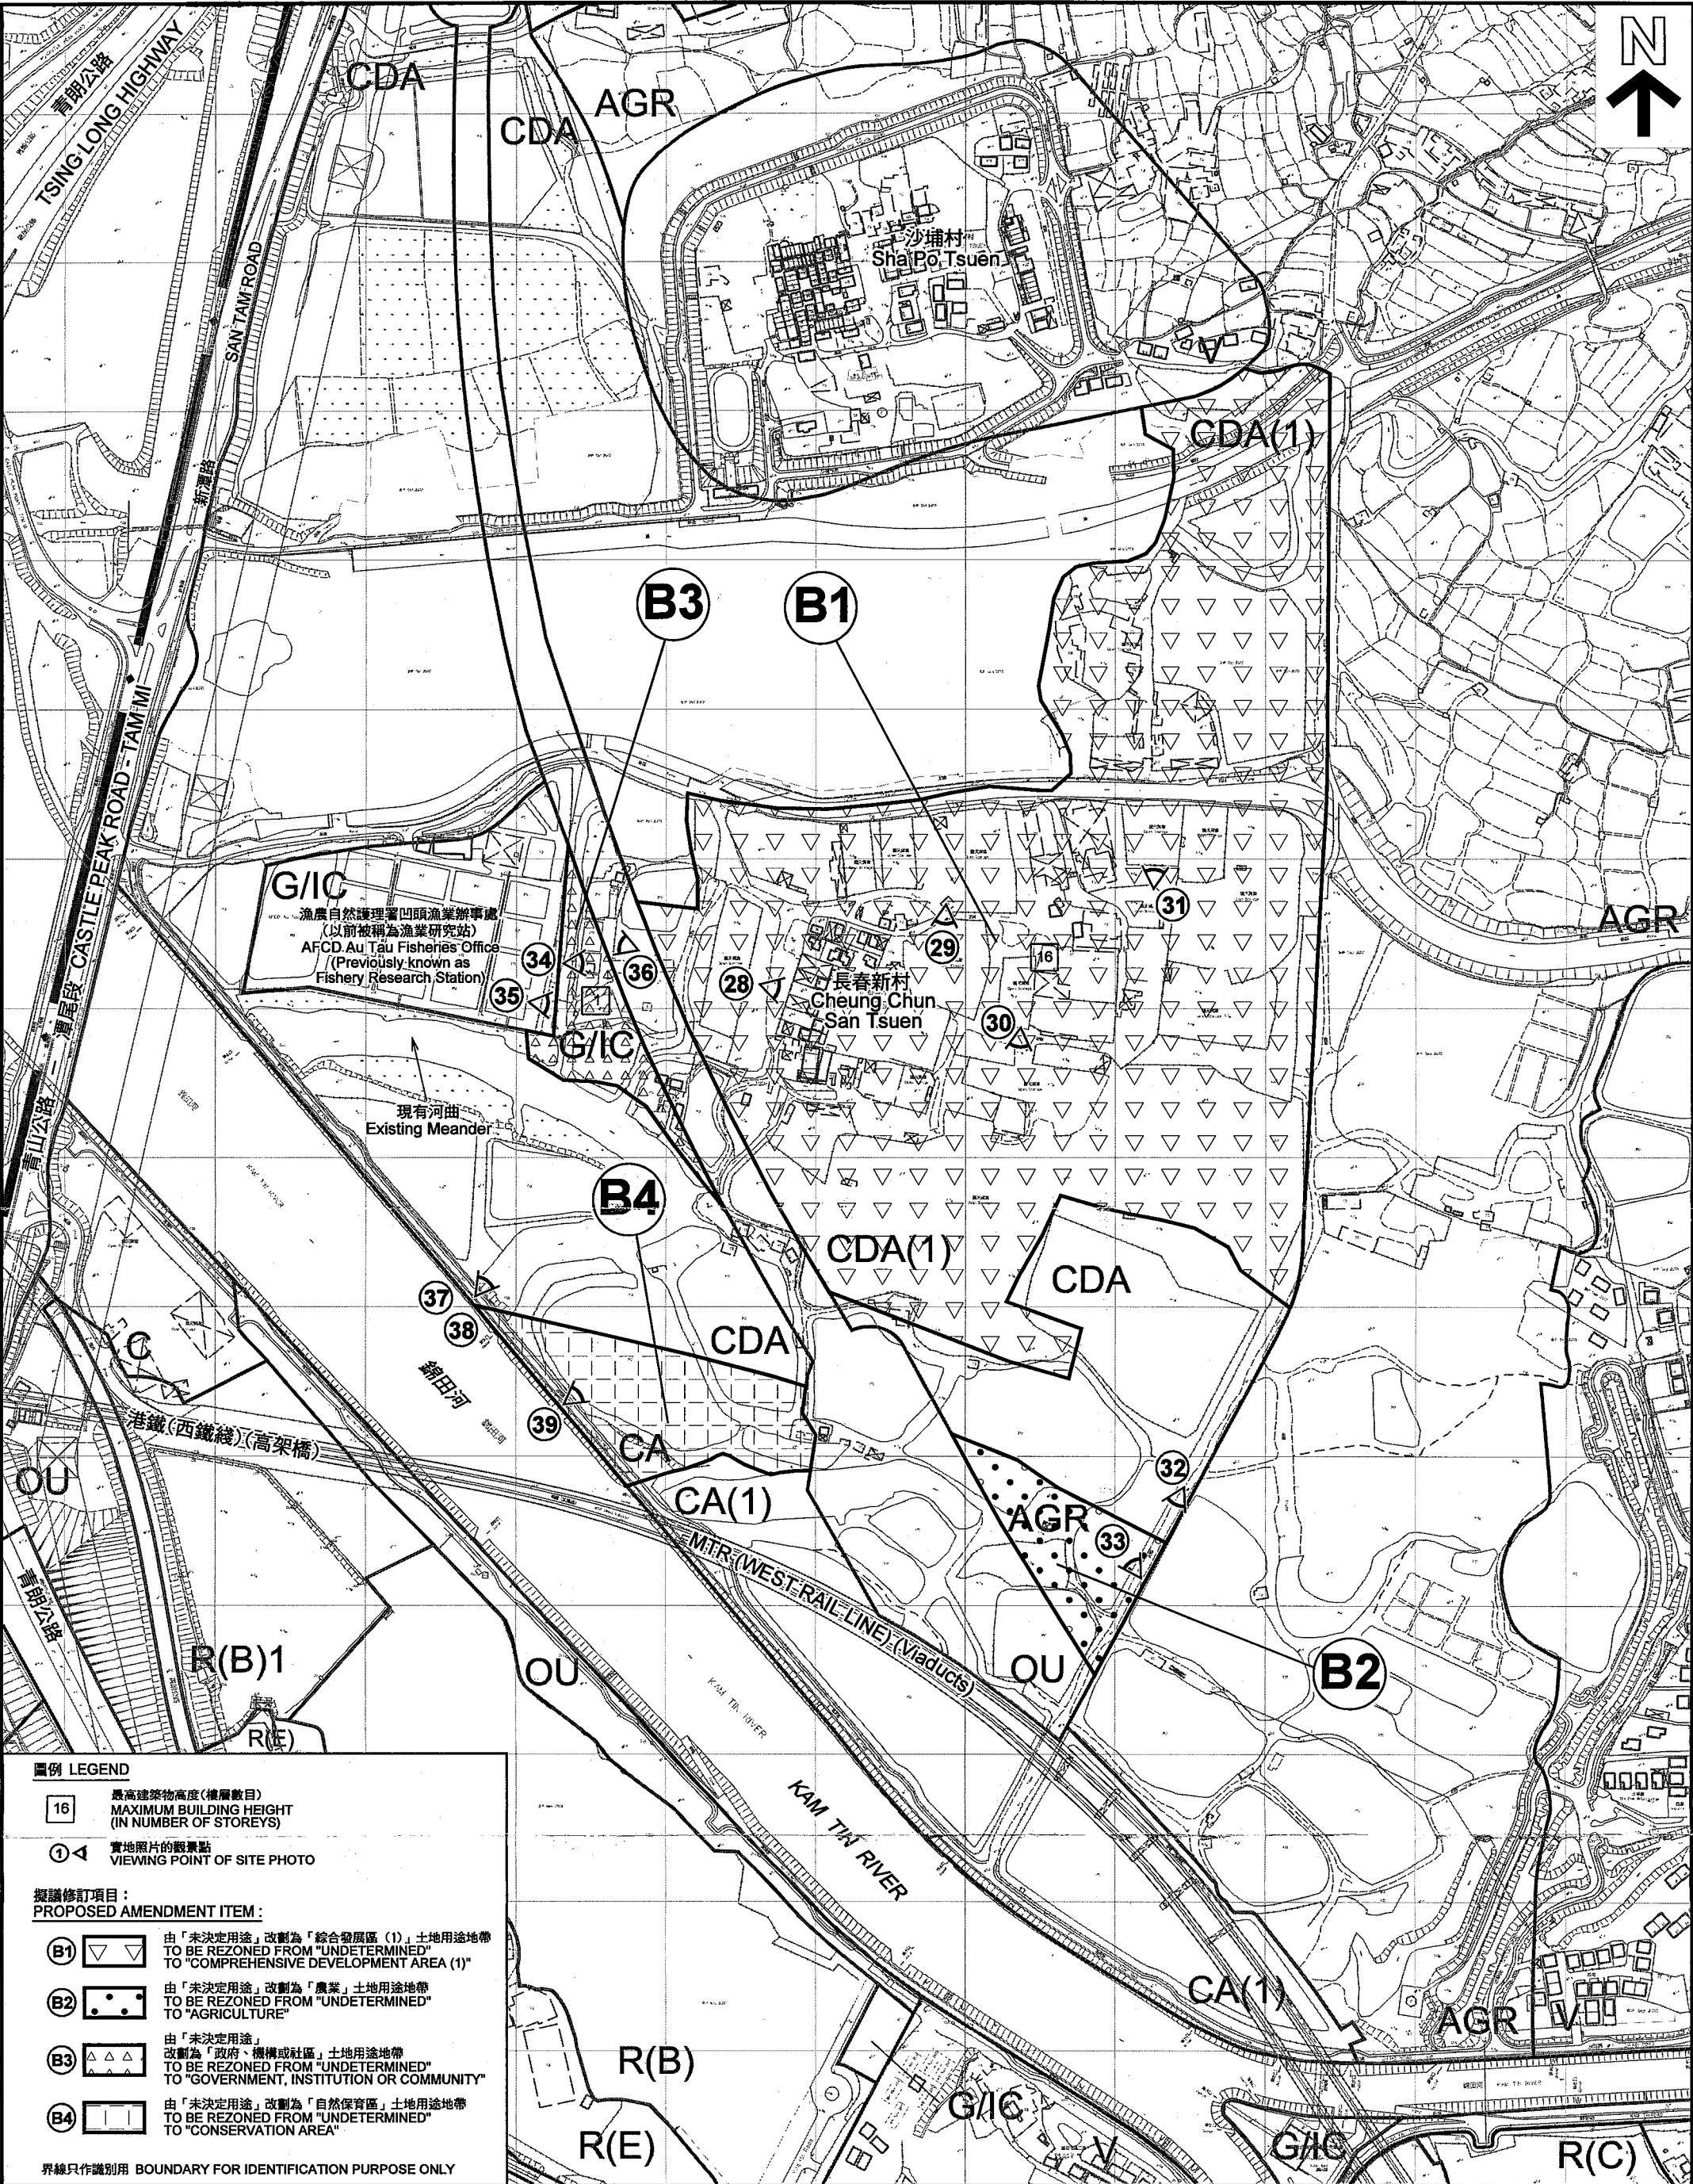 N
青朗公路
TSING LONG HIGHWAY
CDA
CDA
AGR
SAN TAM ROAD
新潭路
沙埔村
Sha Po Tsuen
V
CDA(1)
B3
B1
青山公路 － 潭尾段 CASTLE PEAK ROAD - TAM MI
G/IC
漁農自然護理署凹頭漁業辦事處
(以前被稱為漁業研究站)
AFCD Au Tau Fisheries Office
(Previously known as
Fishery Research Station)
34
35
36
28
29
31
16
30
長春新村
Cheung Chun
San Tsuen
AGR
G/IC
1
現有河曲
Existing Meander
KAM TIN RIVER
B4
CDA(1)
CDA
37
38
CDA
C
錦田河
錦田河
39
港鐵(西鐵綫)(高架橋)
OU
CA
CA(1)
32
AGR
33
MTR (WEST RAIL LINE) (Viaducts)
青朗公路
R(B)1
OU
OU
B2
R(E)
KAM TIN RIVER
KAM TIN RIVER
CA(1)
AGR
V
R(B)
G/IC
R(E)
V
G/IC
R(C)
圖例 LEGEND
16
最高建築物高度(樓層數目)
MAXIMUM BUILDING HEIGHT
(IN NUMBER OF STOREYS)
1
實地照片的觀景點
VIEWING POINT OF SITE PHOTO
擬議修訂項目：
PROPOSED AMENDMENT ITEM :
B1
由「未決定用途」改劃為「綜合發展區（1）」土地用途地帶
TO BE REZONED FROM "UNDETERMINED"
TO "COMPREHENSIVE DEVELOPMENT AREA (1)"
B2
由「未決定用途」改劃為「農業」土地用途地帶
TO BE REZONED FROM "UNDETERMINED"
TO "AGRICULTURE"
B3
由「未決定用途」
改劃為「政府、機構或社區」土地用途地帶
TO BE REZONED FROM "UNDETERMINED"
TO "GOVERNMENT, INSTITUTION OR COMMUNITY"
B4
由「未決定用途」改劃為「自然保育區」土地用途地帶
TO BE REZONED FROM "UNDETERMINED"
TO "CONSERVATION AREA"
界線只作識別用 BOUNDARY FOR IDENTIFICATION PURPOSE ONLY